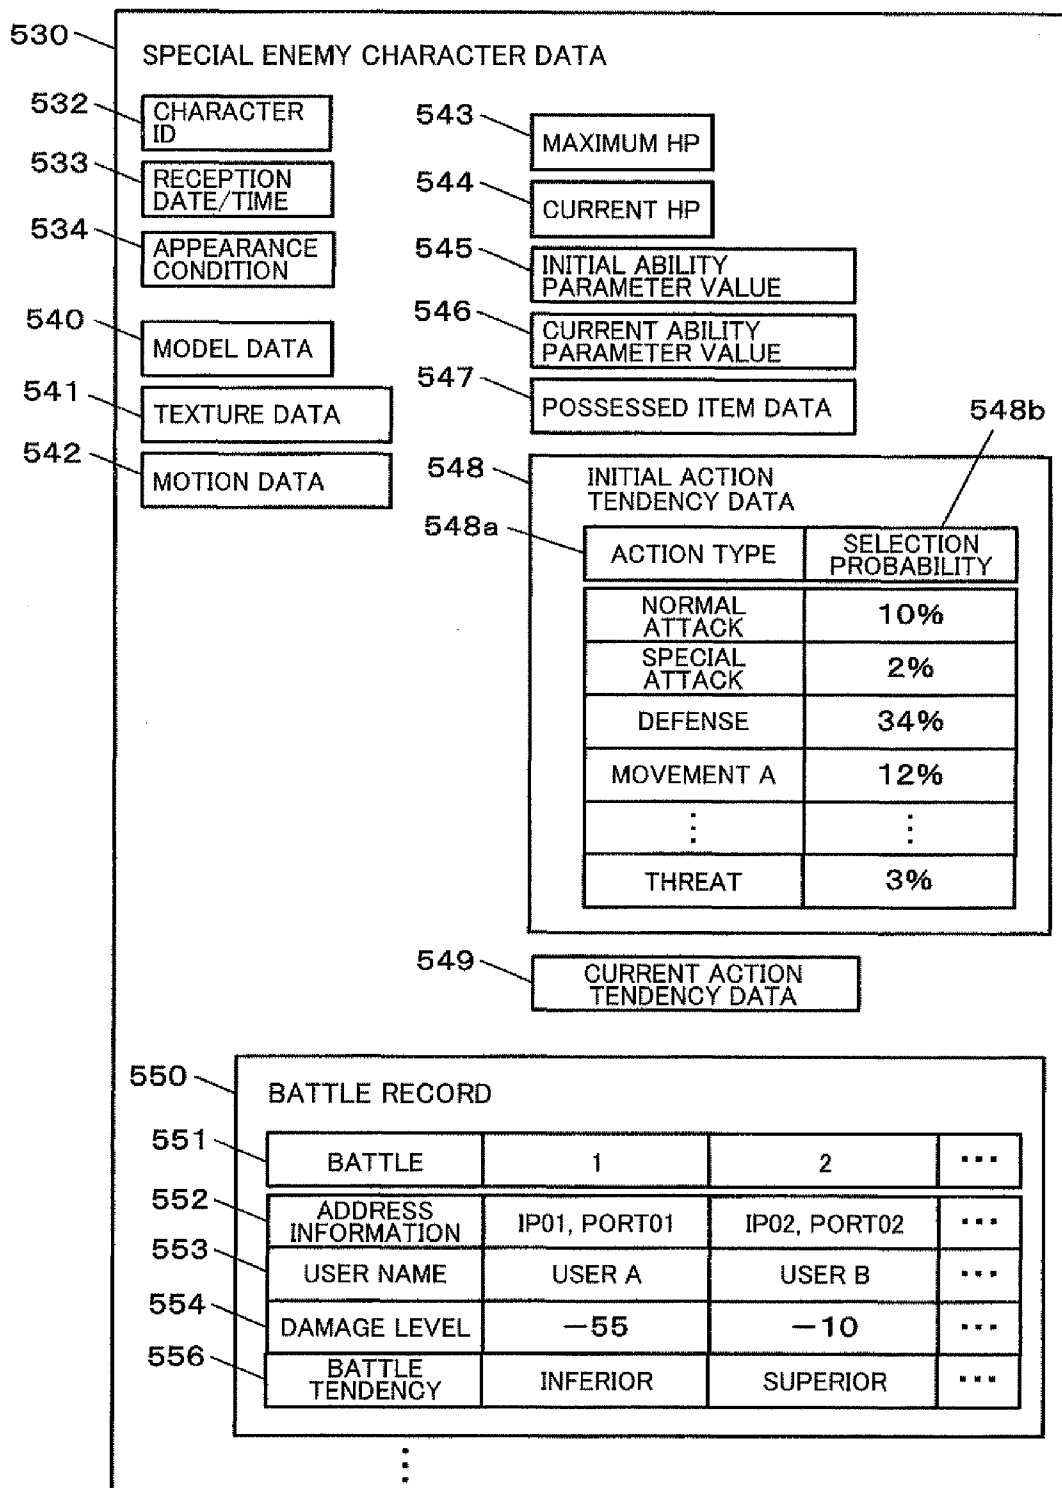 530
SPECIAL ENEMY CHARACTER DATA
532
CHARACTER
ID
533
RECEPTION
DATE/TIME
534
APPEARANCE
CONDITION
540
MODEL DATA
541
TEXTURE DATA
542
MOTION DATA
543
MAXIMUM HP
544
CURRENT HP
545
INITIAL ABILITY
PARAMETER VALUE
546
CURRENT ABILITY
PARAMETER VALUE
547
POSSESSED ITEM DATA
548b
548
INITIAL ACTION
TENDENCY DATA
548a
ACTION TYPE
SELECTION
PROBABILITY
NORMAL
ATTACK
10%
SPECIAL
ATTACK
2%
DEFENSE
34%
MOVEMENT A
12%
⋮
⋮
THREAT
3%
549
CURRENT ACTION
TENDENCY DATA
550
BATTLE RECORD
551
BATTLE
1
2
...
552
ADDRESS
INFORMATION
IP01, PORT01
IP02, PORT02
...
553
USER NAME
USER A
USER B
...
554
DAMAGE LEVEL
−55
−10
...
556
BATTLE
TENDENCY
INFERIOR
SUPERIOR
...
⋮